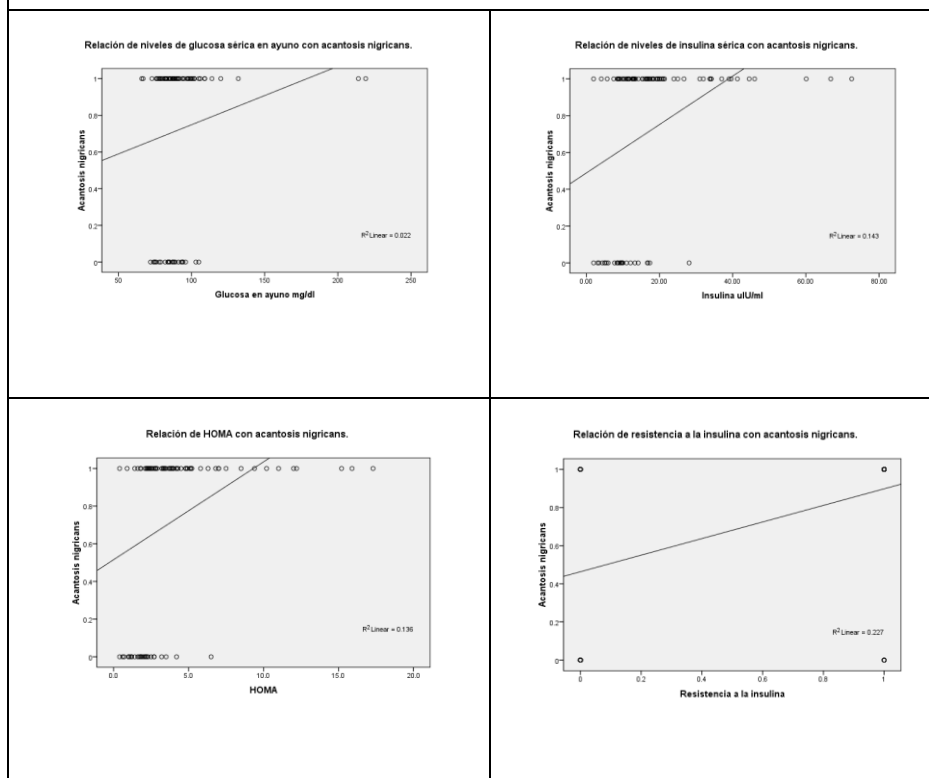 Relación de niveles de glucosa sérica en ayuno con acantosis nigricans.
Acantosis nigricans
1
0.8
0.6
0.4
0.2
0
R2 Linear = 0.022
50 100 150 200 250
Glucosa en ayuno mg/dl
Relación de niveles de insulina sérica con acantosis nigricans.
Acantosis nigricans
1
0.8
0.6
0.4
0.2
0
R2 Linear = 0.143
0.00 20.00 40.00 60.00 80.00
Insulina uIU/ml
Relación de HOMA con acantosis nigricans.
Acantosis nigricans
1
0.8
0.6
0.4
0.2
0
R2 Linear = 0.136
0.0 5.0 10.0 15.0 20.0
HOMA
Relación de resistencia a la insulina con acantosis nigricans.
Acantosis nigricans
1
0.8
0.6
0.4
0.2
0
R2 Linear = 0.227
0 0.2 0.4 0.6 0.8 1
Resistencia a la insulina